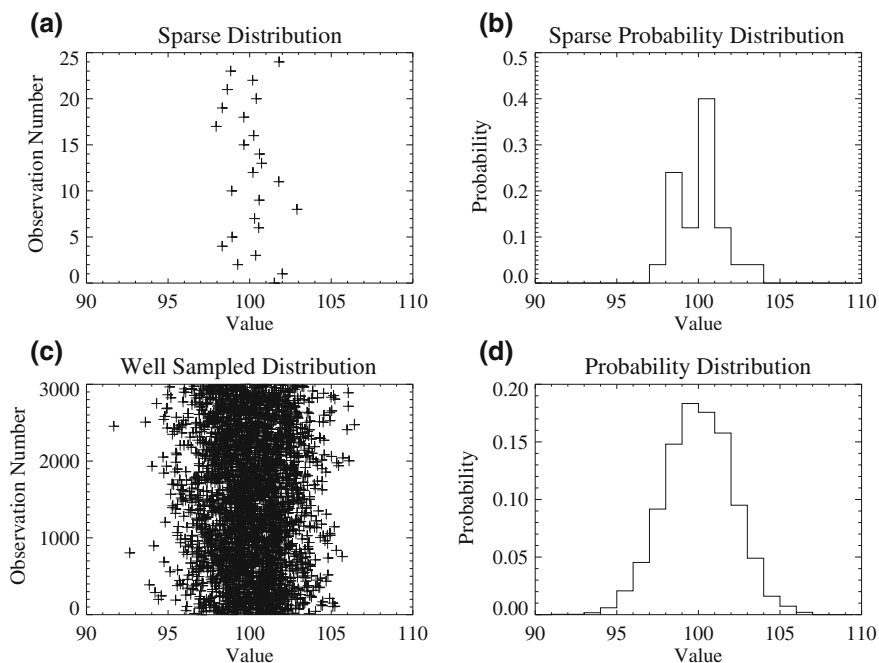 (a)
Sparse Distribution
Observation Number
25
20
15
10
5
0
90 95 100 105 110
Value
(b)
Sparse Probability Distribution
Probability
0.5
0.4
0.3
0.2
0.1
0.0
90 95 100 105 110
Value
(c)
Well Sampled Distribution
Observation Number
3000
2000
1000
0
90 95 100 105 110
Value
(d)
Probability Distribution
Probability
0.20
0.15
0.10
0.05
0.00
90 95 100 105 110
Value